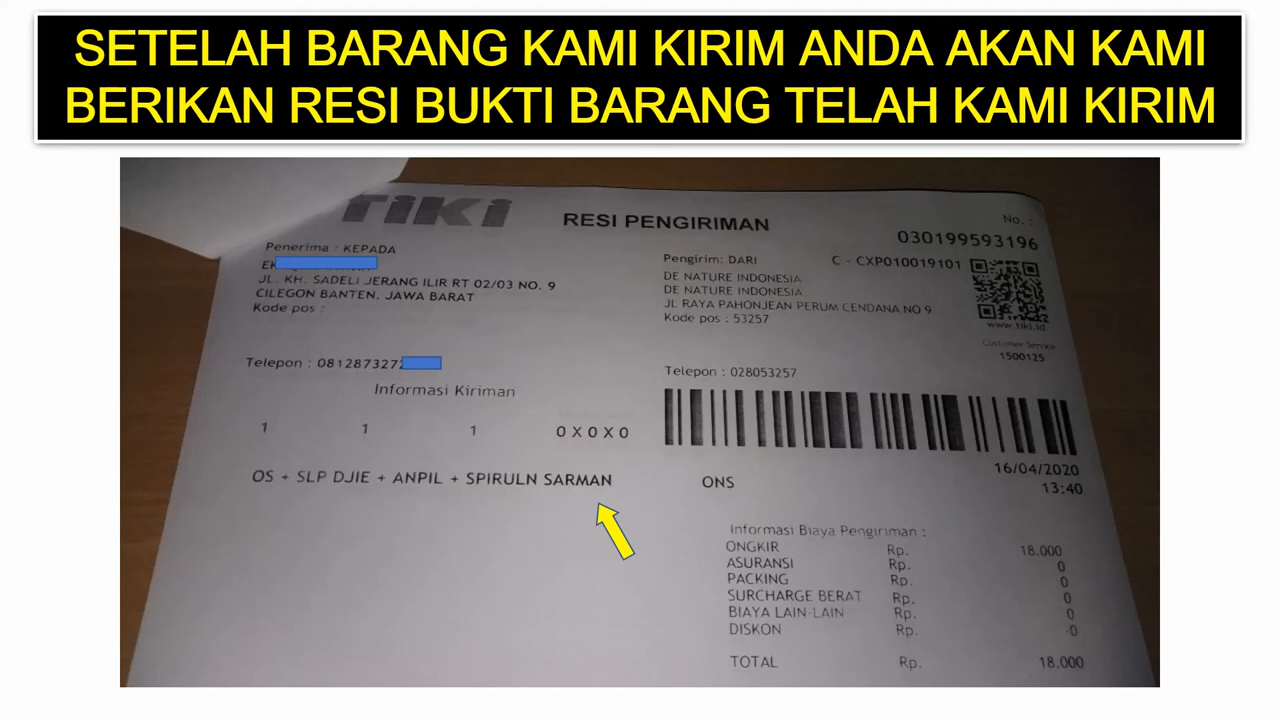 SETELAH BARANG KAMI KIRIM ANDA AKAN KAMI
BERIKAN RESI BUKTI BARANG TELAH KAMI KIRIM
TiKi
RESI PENGIRIMAN
No. :
030199593196
Penerima : KEPADA
JL. KH. SADELI JERANG ILIR RT 02/03 NO. 9
CILEGON BANTEN, JAWA BARAT
Kode pos :
Telepon : 0812873272
Pengirim: DARI
C - CXP010019101
DE NATURE INDONESIA
DE NATURE INDONESIA
JL RAYA PAHONJEAN PERUM CENDANA NO 9
Kode pos : 53257
www.tiki.id
Customer Service
1500125
Telepon : 028053257
Informasi Kiriman
1 1 1 0 X 0 X 0
16/04/2020
13:40
OS + SLP DJIE + ANPIL + SPIRULN SARMAN
ONS
Informasi Biaya Pengiriman :
ONGKIR Rp. 18.000
ASURANSI Rp. 0
PACKING Rp. 0
SURCHARGE BERAT Rp. 0
BIAYA LAIN-LAIN Rp. 0
DISKON Rp. -0
TOTAL Rp. 18.000